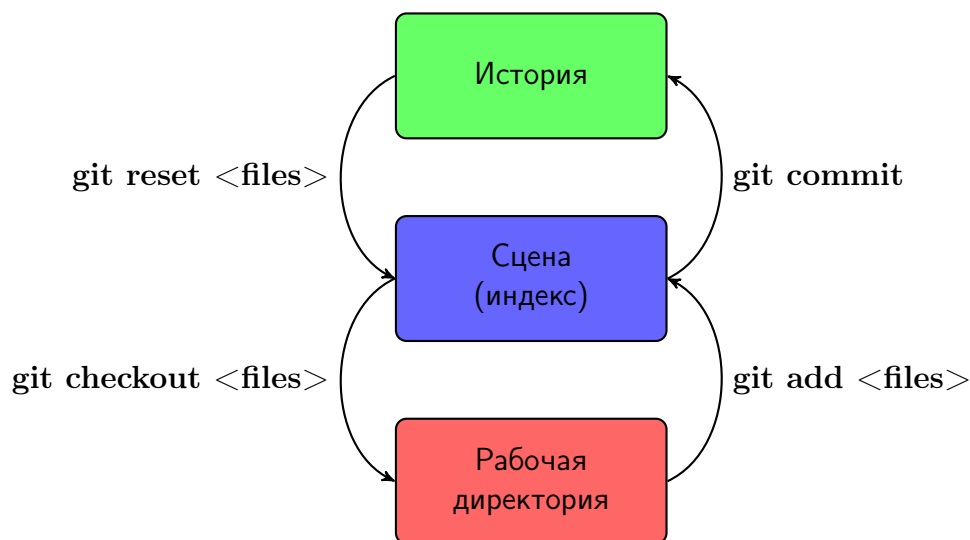 История
git reset <files>
git commit
Сцена
(индекс)
git checkout <files>
git add <files>
Рабочая
директория